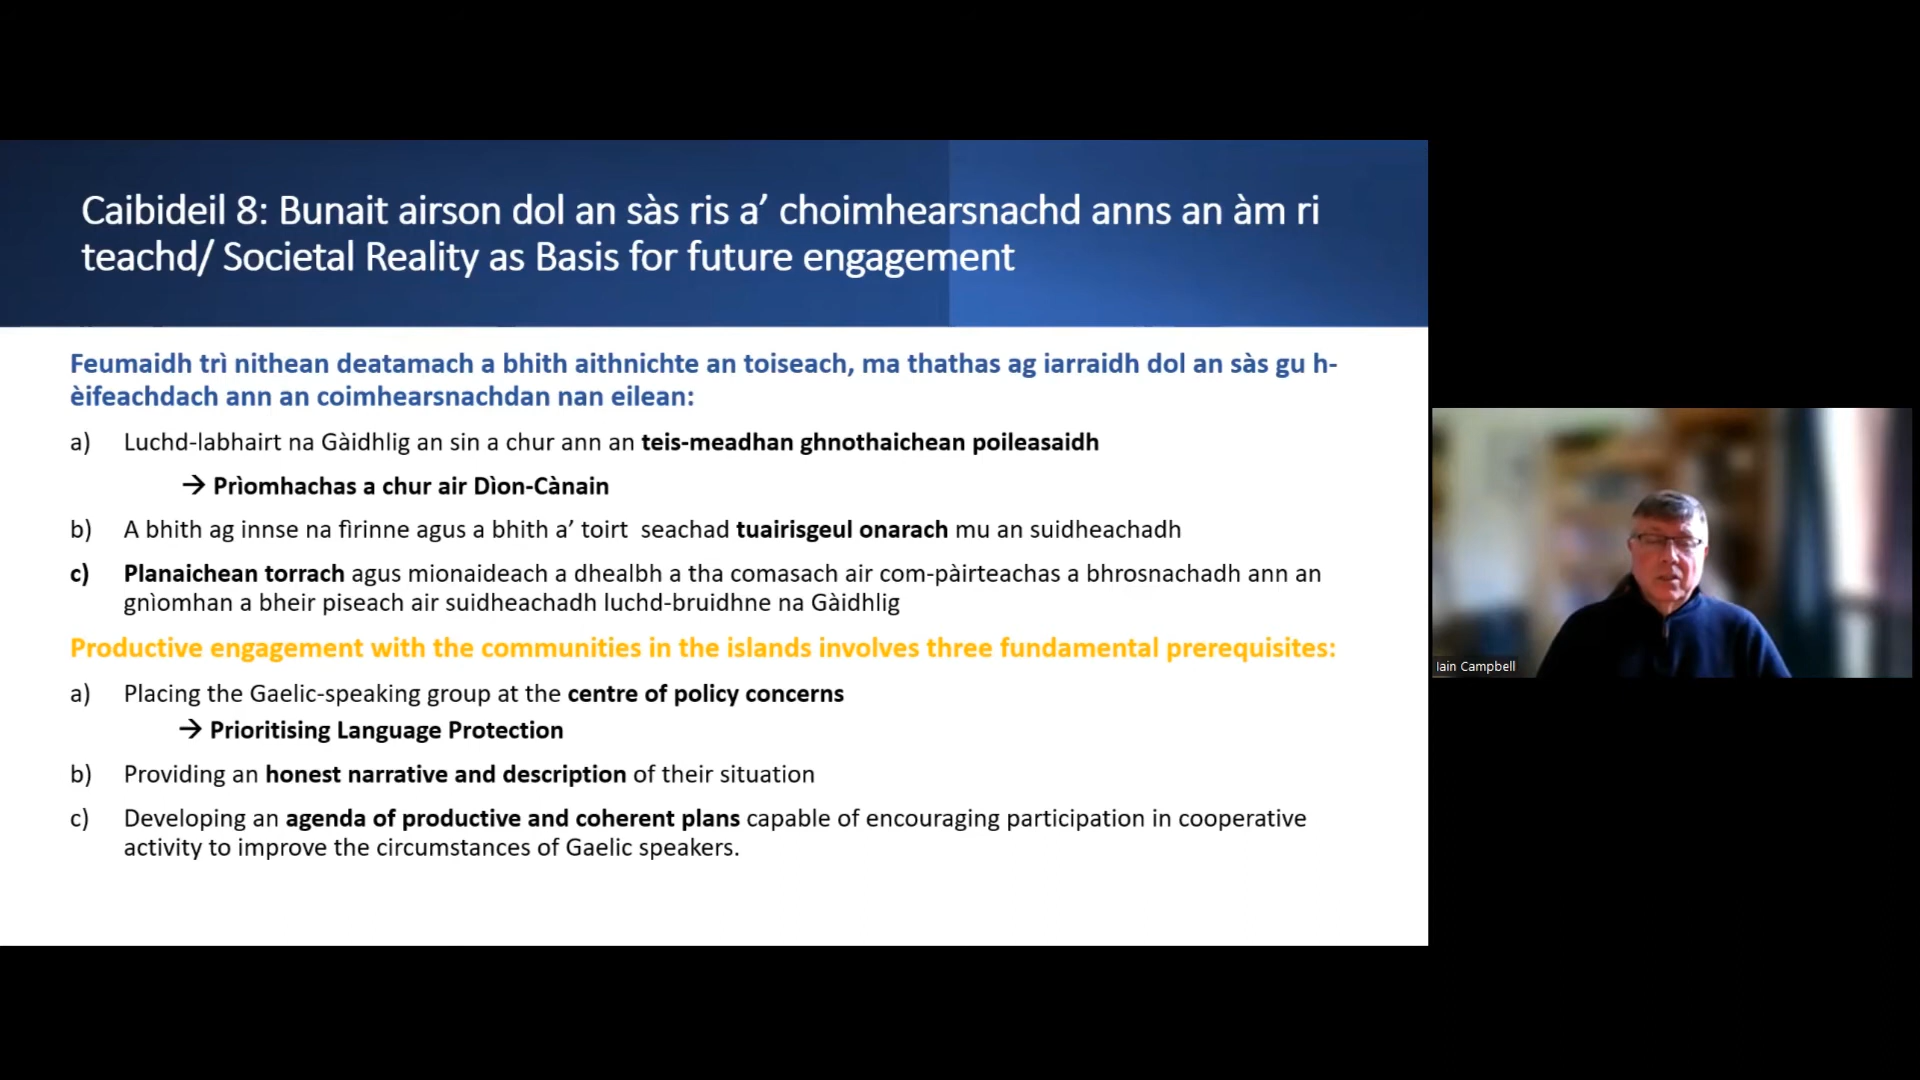 Caibideil 8: Bunait airson dol an sàs ris a’ choimhearsnachd anns an àm ri
teachd/ Societal Reality as Basis for future engagement
Feumaidh trì nithean deatamach a bhith aithnichte an toiseach, ma thathas ag iarraidh dol an sàs gu h-
èifeachdach ann an coimhearsnachdan nan eilean:
a) Luchd-labhairt na Gàidhlig an sin a chur ann an teis-meadhan ghnothaichean poileasaidh
→ Prìomhachas a chur air Dìon-Cànain
b) A bhith ag innse na fìrinne agus a bhith a’ toirt seachad tuairisgeul onarach mu an suidheachadh
c) Planaichean torrach agus mionaideach a dhealbh a tha comasach air com-pàirteachas a bhrosnachadh ann an
gnìomhan a bheir piseach air suidheachadh luchd-bruidhne na Gàidhlig
Productive engagement with the communities in the islands involves three fundamental prerequisites:
a) Placing the Gaelic-speaking group at the centre of policy concerns
→ Prioritising Language Protection
b) Providing an honest narrative and description of their situation
c) Developing an agenda of productive and coherent plans capable of encouraging participation in cooperative
activity to improve the circumstances of Gaelic speakers.
Iain Campbell